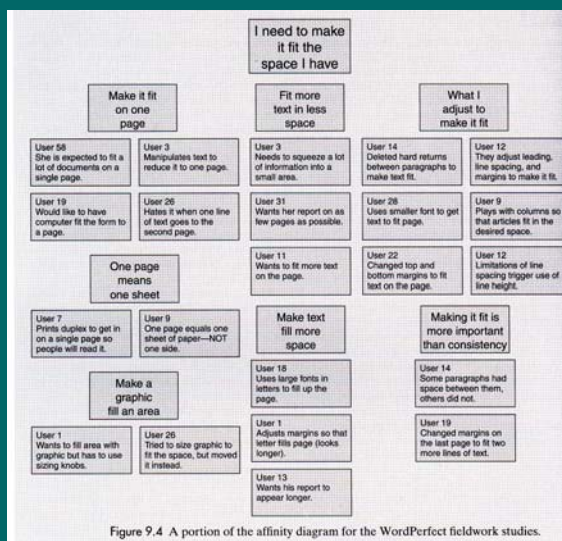 I need to make
it fit the
space I have
Make it fit
on one
page
User 58
She is expected to fit a
lot of documents on a
single page.
User 3
Manipulates text to
reduce it to one page.
User 19
Would like to have
computer fit the form to
a page.
User 26
Hates it when one line
of text goes to the
second page.
One page
means
one sheet
User 7
Prints duplex to get in
on a single page so
people will read it.
User 9
One page equals one
sheet of paper—NOT
one side.
Make a
graphic
fill an area
User 1
Wants to fill area with
graphic but has to use
sizing knobs.
User 26
Tried to size graphic to
fit the space, but moved
it instead.
Fit more
text in less
space
User 3
Needs to squeeze a lot
of information into a
small area.
User 31
Wants her report on as
few pages as possible.
User 11
Wants to fit more text
on the page.
Make text
fill more
space
User 18
Uses large fonts in
letters to fill up the
page.
User 1
Adjusts margins so that
letter fills page (looks
longer).
User 13
Wants his report to
appear longer.
What I
adjust to
make it fit
User 14
Deleted hard returns
between paragraphs to
make text fit.
User 12
They adjust leading,
line spacing, and
margins to make it fit.
User 28
Uses smaller font to get
text to fit page.
User 9
Plays with columns so
that articles fit in the
desired space.
User 22
Changed top and
bottom margins to fit
text on the page.
User 12
Limitations of line
spacing trigger use of
line height.
Making it fit is
more important
than consistency
User 14
Some paragraphs had
space between them,
others did not.
User 19
Changed margins on
the last page to fit two
more lines of text.
Figure 9.4 A portion of the affinity diagram for the WordPerfect fieldwork studies.